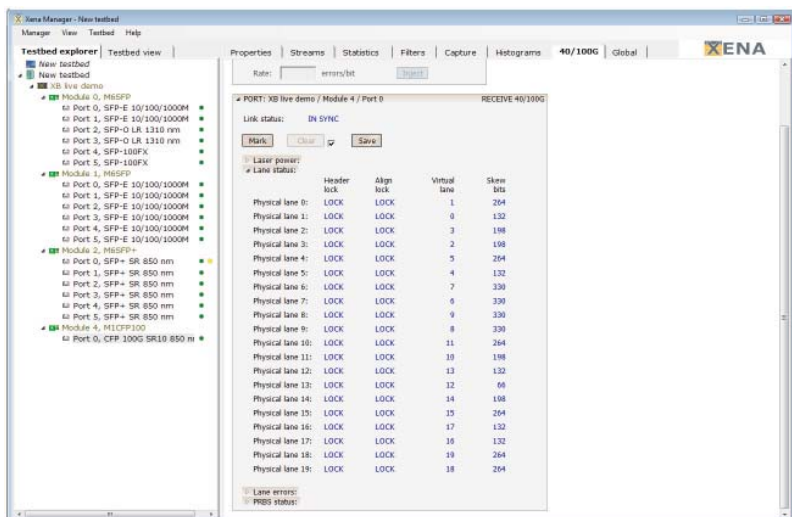 Xena Manager - New testbed
Manager View Testbed Help
Testbed explorer Testbed view
Properties Streams Statistics Filters Capture Histograms 40/100G Global
XENA
New testbed
New testbed
XB live demo
Module 0, M6SFP
Port 0, SFP-E 10/100/1000M
Port 1, SFP-E 10/100/1000M
Port 2, SFP-O LR 1310 nm
Port 3, SFP-O LR 1310 nm
Port 4, SFP-100FX
Port 5, SFP-100FX
Module 1, M6SFP
Port 0, SFP-E 10/100/1000M
Port 1, SFP-E 10/100/1000M
Port 2, SFP-E 10/100/1000M
Port 3, SFP-E 10/100/1000M
Port 4, SFP-E 10/100/1000M
Port 5, SFP-E 10/100/1000M
Module 2, M6SFP+
Port 0, SFP+ SR 850 nm
Port 1, SFP+ SR 850 nm
Port 2, SFP+ SR 850 nm
Port 3, SFP+ SR 850 nm
Port 4, SFP+ SR 850 nm
Port 5, SFP+ SR 850 nm
Module 4, M1CFP100
Port 0, CFP 100G SR10 850 n
Rate: errors/bit Inject
PORT: XB live demo / Module 4 / Port 0 RECEIVE 40/100G
Link status: IN SYNC
Mark Clear Save
Laser power:
Lane status:
Header lock Align lock Virtual lane Skew bits
Physical lane 0: LOCK LOCK 1 264
Physical lane 1: LOCK LOCK 0 132
Physical lane 2: LOCK LOCK 3 198
Physical lane 3: LOCK LOCK 2 198
Physical lane 4: LOCK LOCK 5 264
Physical lane 5: LOCK LOCK 4 132
Physical lane 6: LOCK LOCK 7 330
Physical lane 7: LOCK LOCK 6 330
Physical lane 8: LOCK LOCK 9 330
Physical lane 9: LOCK LOCK 8 330
Physical lane 10: LOCK LOCK 11 264
Physical lane 11: LOCK LOCK 10 198
Physical lane 12: LOCK LOCK 13 132
Physical lane 13: LOCK LOCK 12 66
Physical lane 14: LOCK LOCK 14 198
Physical lane 15: LOCK LOCK 15 264
Physical lane 16: LOCK LOCK 17 132
Physical lane 17: LOCK LOCK 16 132
Physical lane 18: LOCK LOCK 19 264
Physical lane 19: LOCK LOCK 18 264
Lane errors:
PRBS status: